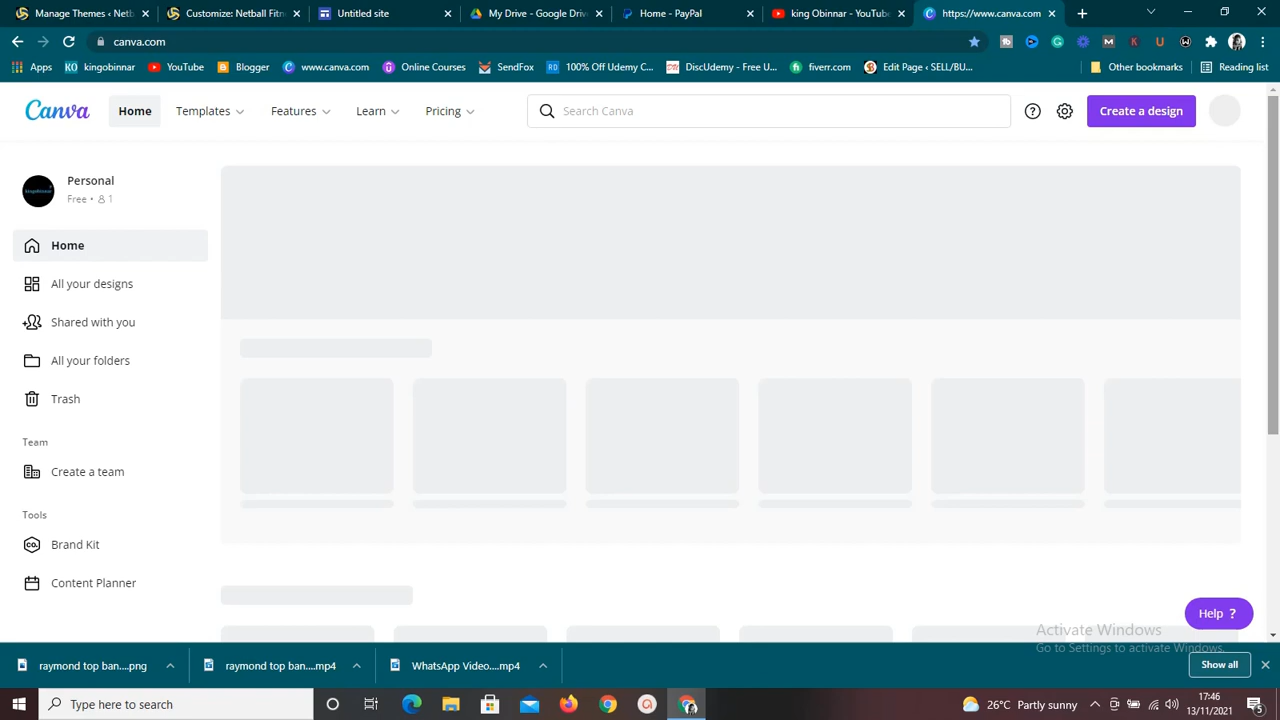 Manage Themes ‹ Netb
Customize: Netball Fitn
Untitled site
My Drive - Google Driv
Home - PayPal
king Obinnar - YouTube
https://www.canva.com
canva.com
Apps
kingobinnar
YouTube
Blogger
www.canva.com
Online Courses
SendFox
100% Off Udemy C...
DiscUdemy - Free U...
fiverr.com
Edit Page ‹ SELL/BU...
Other bookmarks
Reading list
Canva
Home
Templates
Features
Learn
Pricing
Search Canva
Create a design
Personal
Free • 1
Home
All your designs
Shared with you
All your folders
Trash
Team
Create a team
Tools
CO.
Brand Kit
Content Planner
Help ?
Activate Windows
Go to Settings to activate Windows.
raymond top ban....png
raymond top ban....mp4
WhatsApp Video....mp4
Show all
Type here to search
26°C Partly sunny
17:46
13/11/2021
5